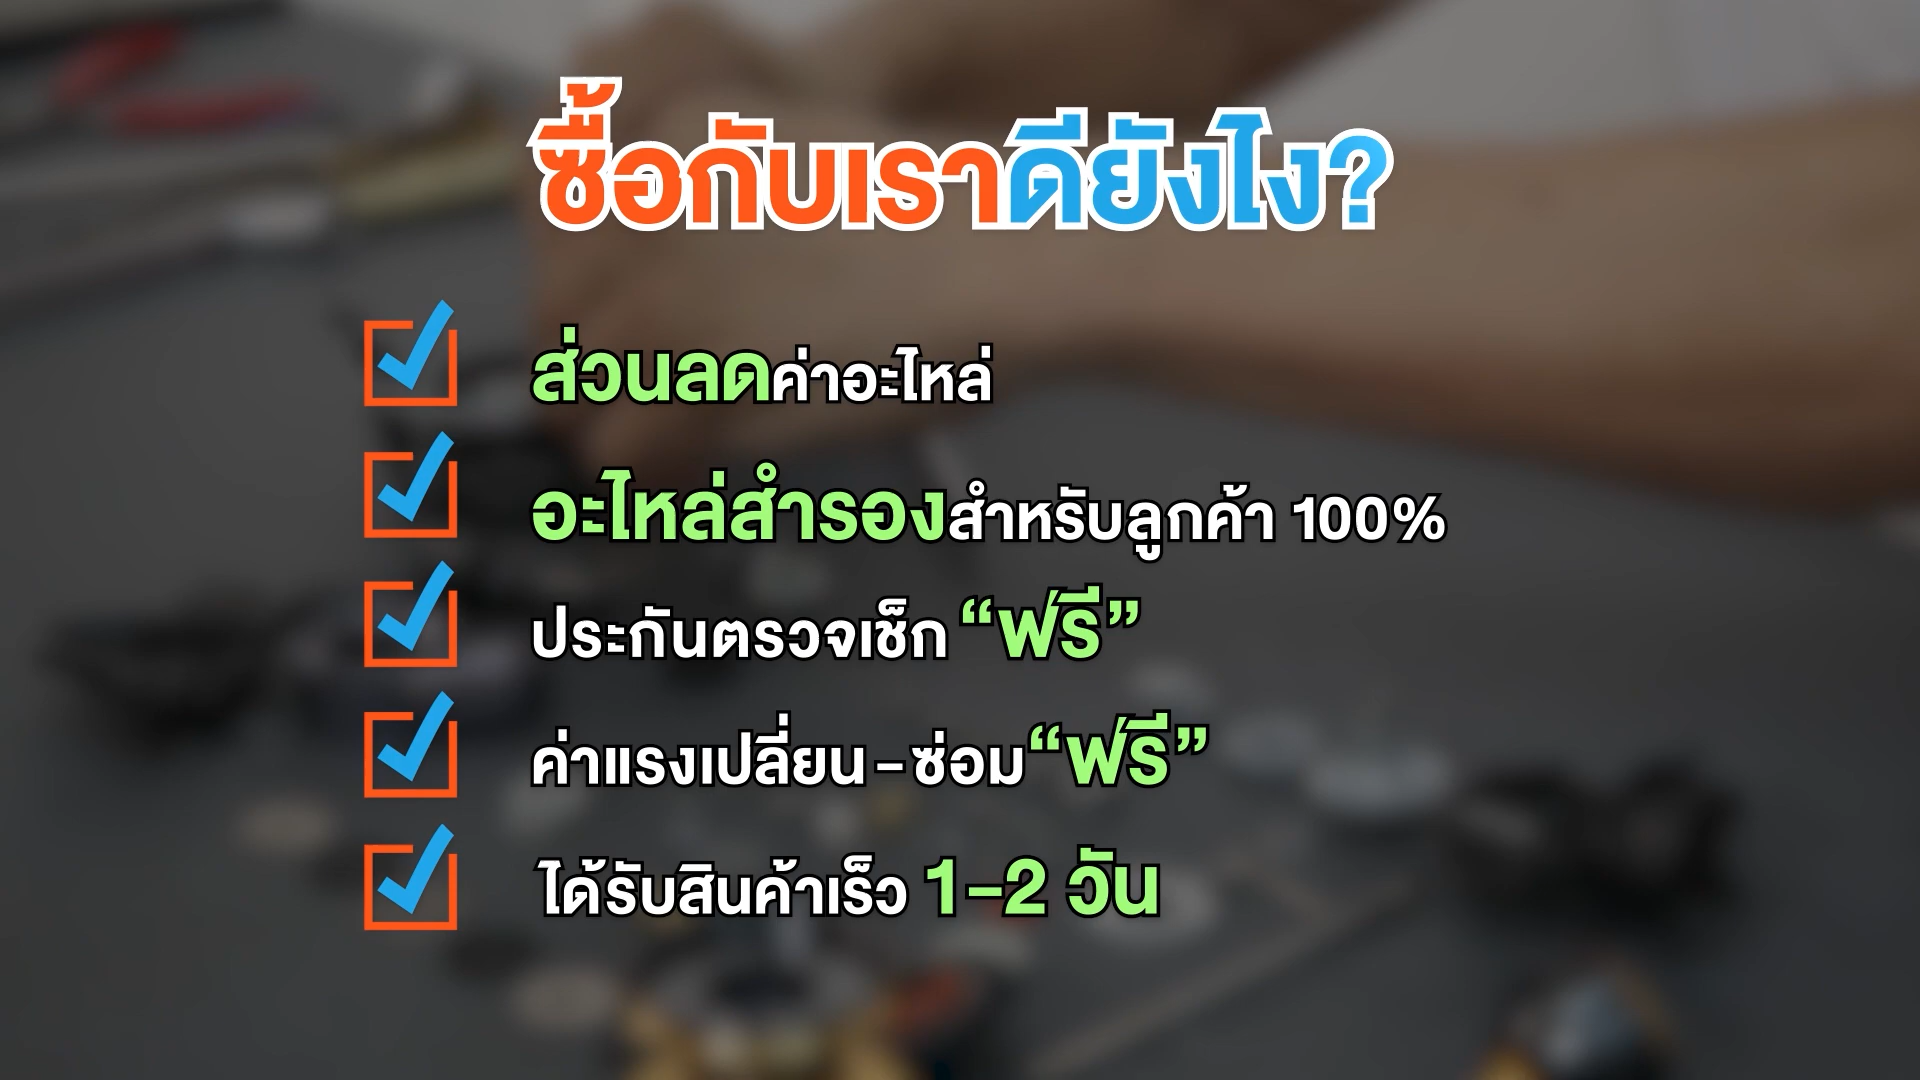 ซื้อกับเราดียังไง?
ส่วนลดค่าอะไหล่
อะไหล่สำรองสำหรับลูกค้า 100%
ประกันตรวจเช็ก “ฟรี”
ค่าแรงเปลี่ยน – ซ่อม “ฟรี”
ได้รับสินค้าเร็ว 1–2 วัน